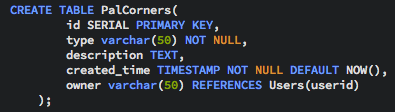 CREATE TABLE PalCorners(
id SERIAL PRIMARY KEY,
type varchar(50) NOT NULL,
description TEXT,
created_time TIMESTAMP NOT NULL DEFAULT NOW(),
owner varchar(50) REFERENCES Users(userid)
);